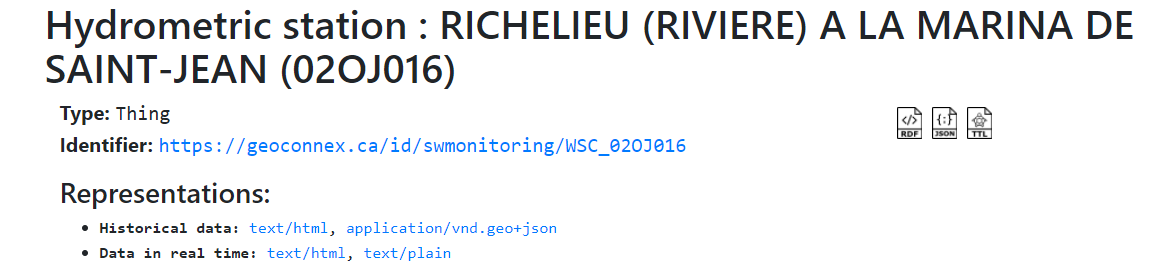 Hydrometric station : RICHELIEU (RIVIERE) A LA MARINA DE
SAINT-JEAN (02OJ016)
Type: Thing
RDF JSON TTL
Identifier: https://geoconnex.ca/id/swmonitoring/WSC_02OJ016
Representations:
• Historical data: text/html, application/vnd.geo+json
• Data in real time: text/html, text/plain